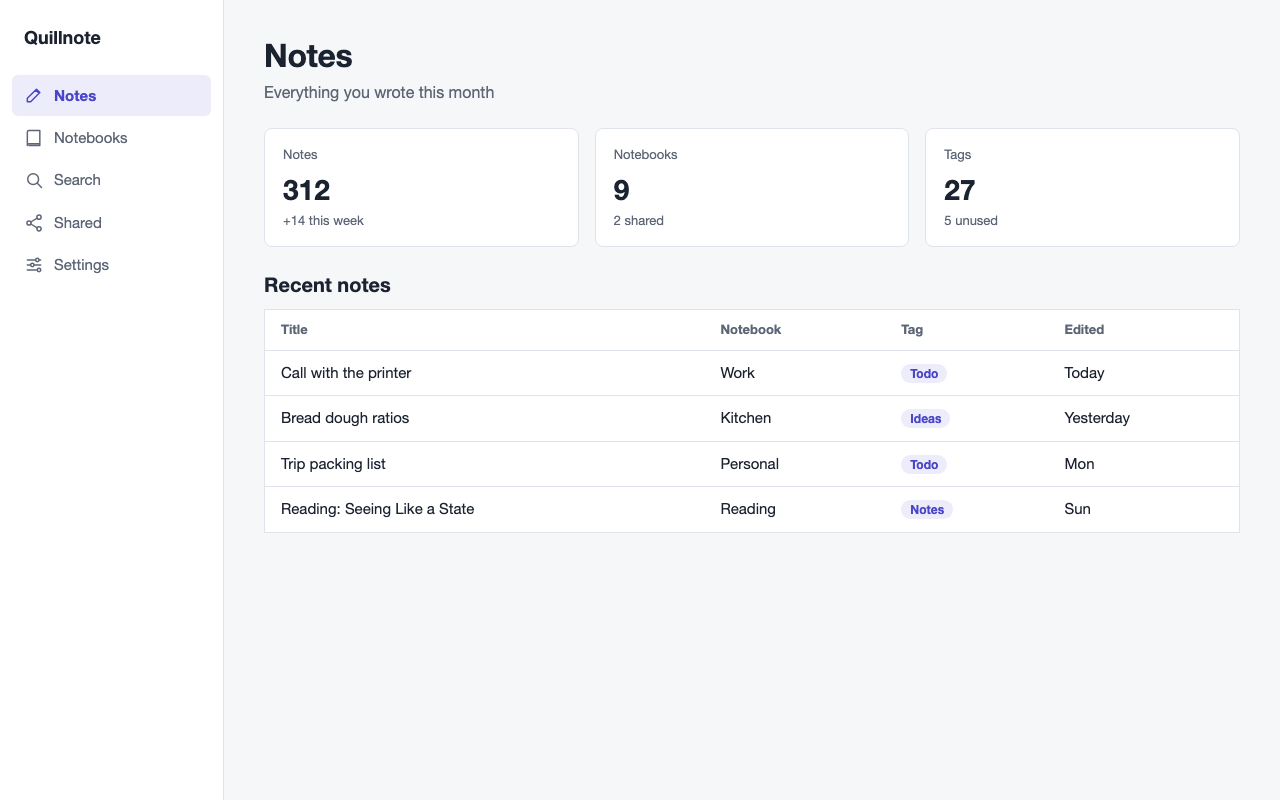 Quillnote
Notes
Notebooks
Search
Shared
Settings
Notes
Everything you wrote this month
Notes
312
+14 this week
Notebooks
9
2 shared
Tags
27
5 unused
Recent notes
Title Notebook Tag Edited
Call with the printer Work Todo Today
Bread dough ratios Kitchen Ideas Yesterday
Trip packing list Personal Todo Mon
Reading: Seeing Like a State Reading Notes Sun